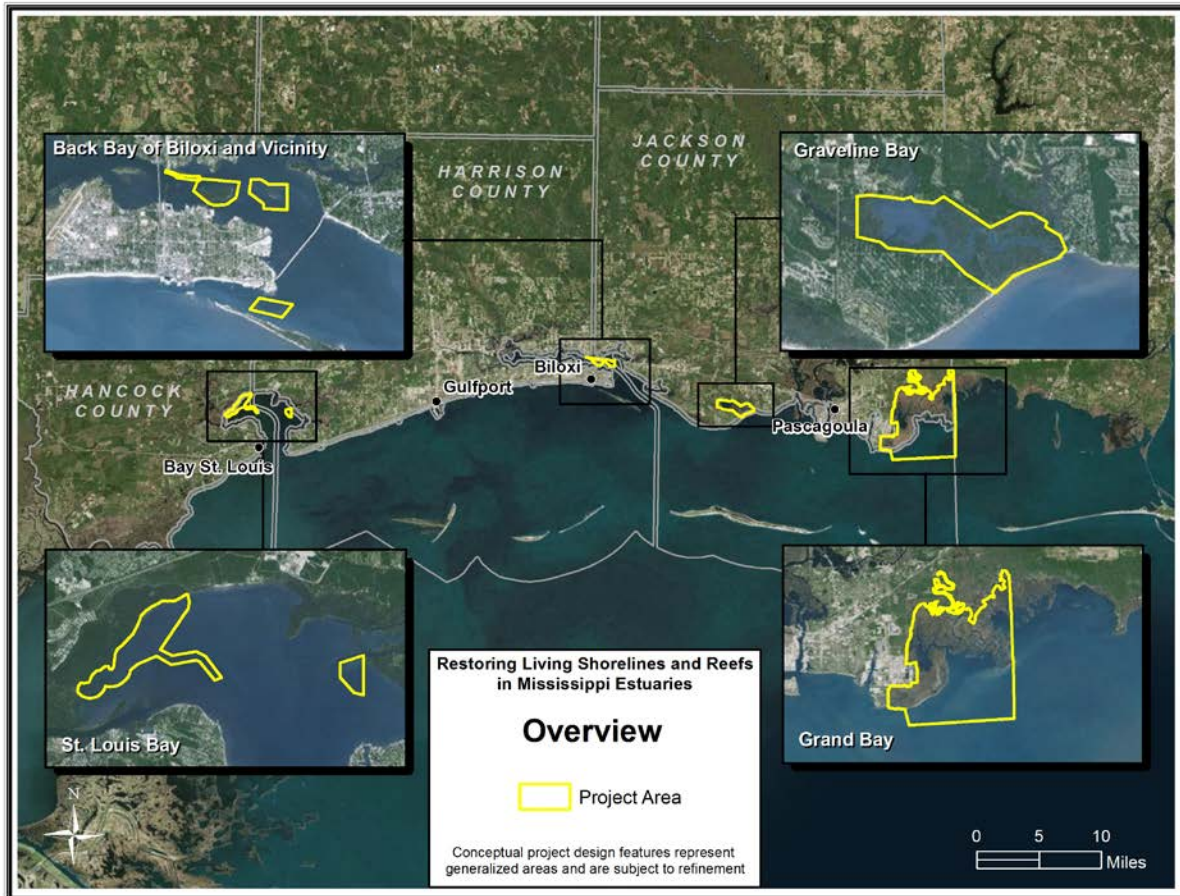 Back Bay of Biloxi and Vicinity
HARRISON
COUNTY
JACKSON
COUNTY
Graveline Bay
HANCOCK
COUNTY
Biloxi
Gulfport
Pascagoula
Bay St. Louis
St. Louis Bay
Grand Bay
Restoring Living Shorelines and Reefs
in Mississippi Estuaries
Overview
Project Area
Conceptual project design features represent
generalized areas and are subject to refinement
N
0 5 10
Miles